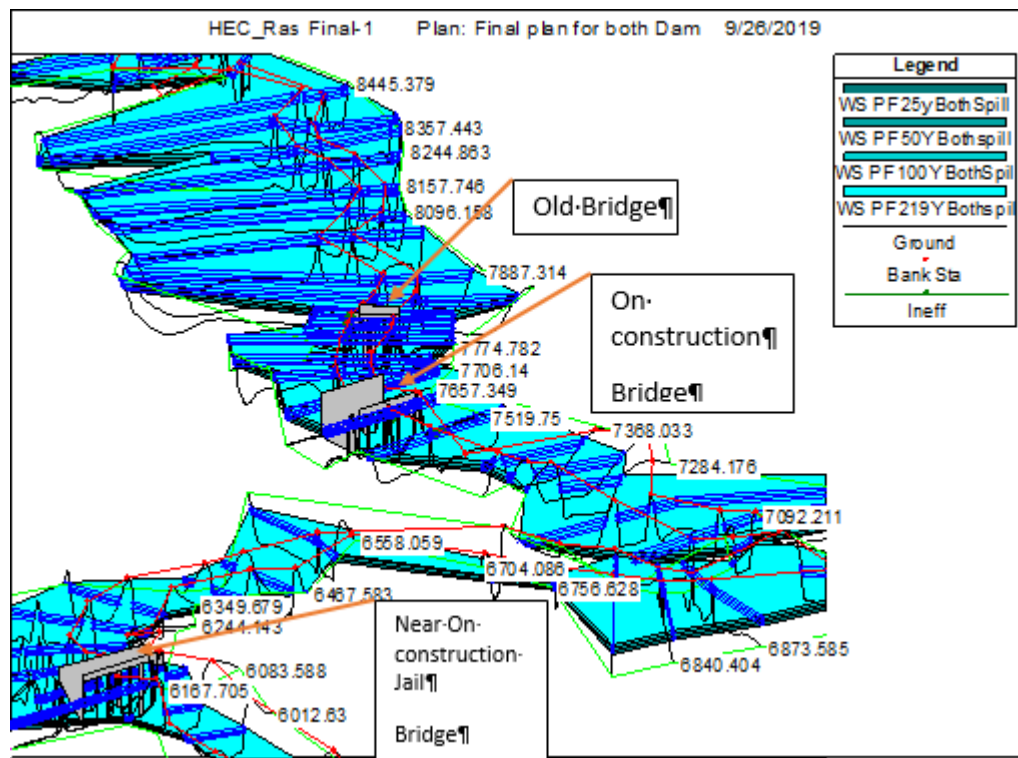 HEC_Ras Final-1 Plan: Final plan for both Dam 9/26/2019
Legend
WS PF25y BothSpill
WS PF50Y Bothspill
WS PF100Y BothSpil
WS PF219Y Bothspil
Ground
Bank Sta
Ineff
8445.379
8357.443
8244.863
8157.746
8096.158
Old·Bridge¶
7887.314
On·
construction¶
Bridge¶
7774.782
7706.14
7657.349
7519.75
7368.033
7284.176
7092.211
6558.059
6704.086
6756.628
6467.583
6349.679
6244.143
Near·On·
construction·
Jail¶
Bridge¶
6873.585
6840.404
6083.588
6167.705
6012.63